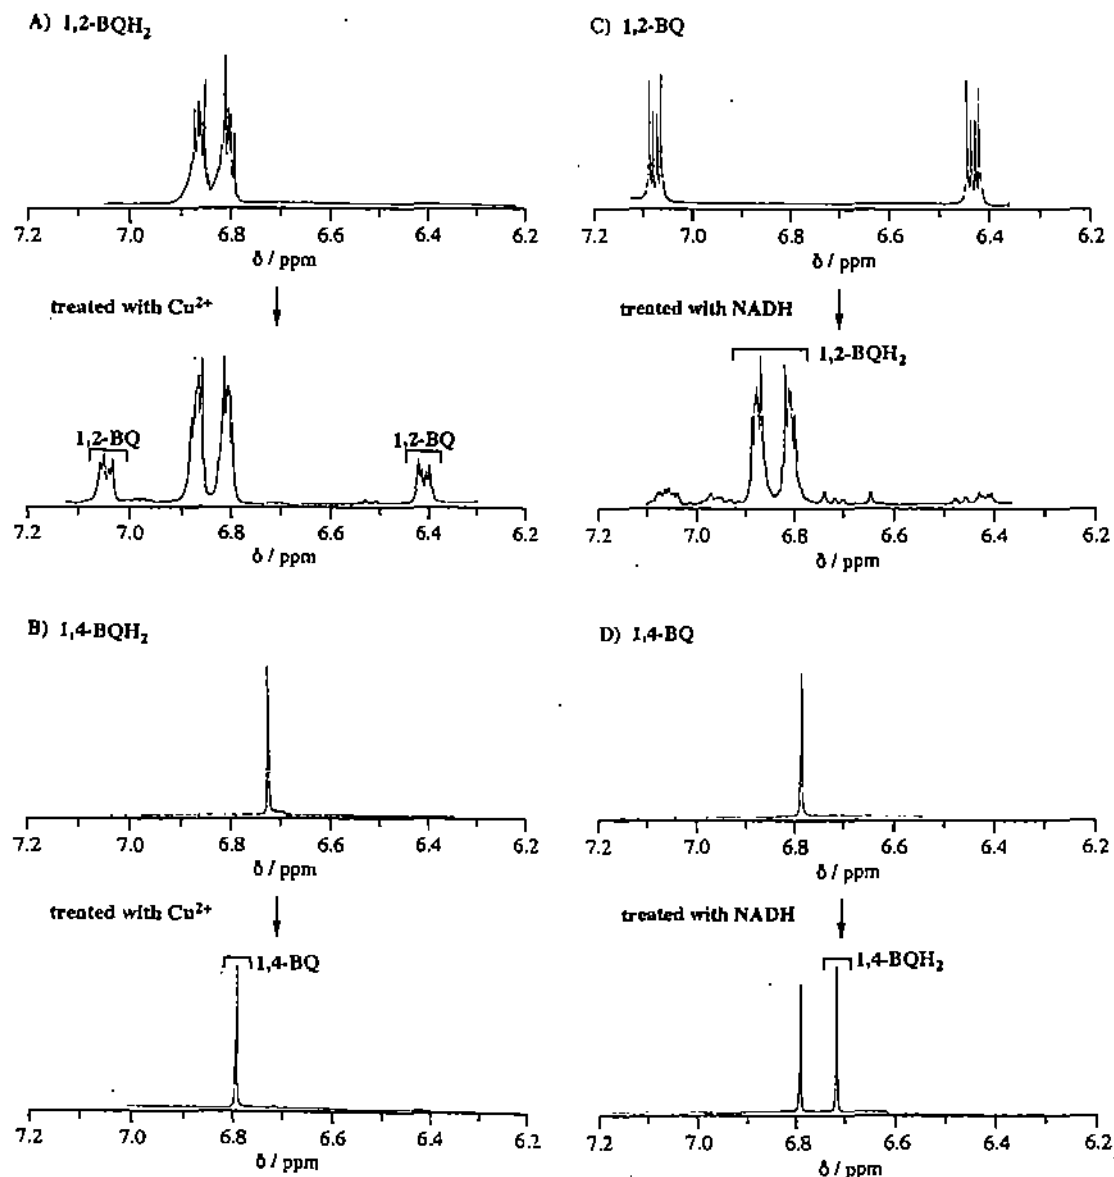 A) 1,2-BQH₂
7.2 7.0 6.8 6.6 6.4 6.2
δ / ppm
treated with Cu²⁺
1,2-BQ 1,2-BQ
7.2 7.0 6.8 6.6 6.4 6.2
δ / ppm
B) 1,4-BQH₂
7.2 7.0 6.8 6.6 6.4 6.2
δ / ppm
treated with Cu²⁺
1,4-BQ
7.2 7.0 6.8 6.6 6.4 6.2
δ / ppm
C) 1,2-BQ
7.2 7.0 6.8 6.6 6.4 6.2
δ / ppm
treated with NADH
1,2-BQH₂
7.2 7.0 6.8 6.6 6.4 6.2
δ / ppm
D) 1,4-BQ
7.2 7.0 6.8 6.6 6.4 6.2
δ / ppm
treated with NADH
1,4-BQH₂
7.2 7.0 6.8 6.6 6.4 6.2
δ / ppm